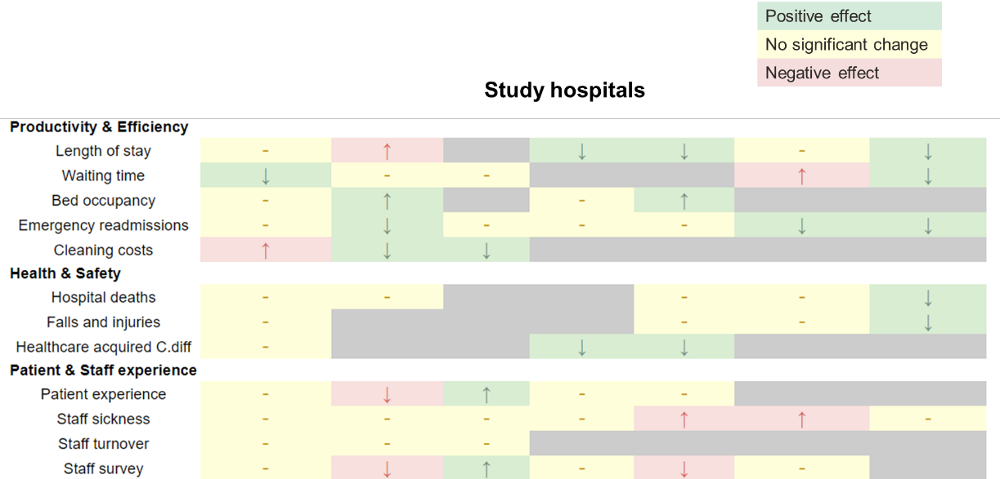 Positive effect
No significant change
Negative effect
Study hospitals
Productivity & Efficiency
Length of stay - ↑ ↓ ↓ - ↓
Waiting time ↓ - - ↑ ↓
Bed occupancy - ↑ - ↑
Emergency readmissions - ↓ - - - ↓ ↓
Cleaning costs ↑ ↓ ↓
Health & Safety
Hospital deaths - - - - ↓
Falls and injuries - - - ↓
Healthcare acquired C.diff - ↓ ↓
Patient & Staff experience
Patient experience - ↓ ↑ - -
Staff sickness - - - - ↑ ↑ -
Staff turnover - - -
Staff survey - ↓ ↑ - ↓ -